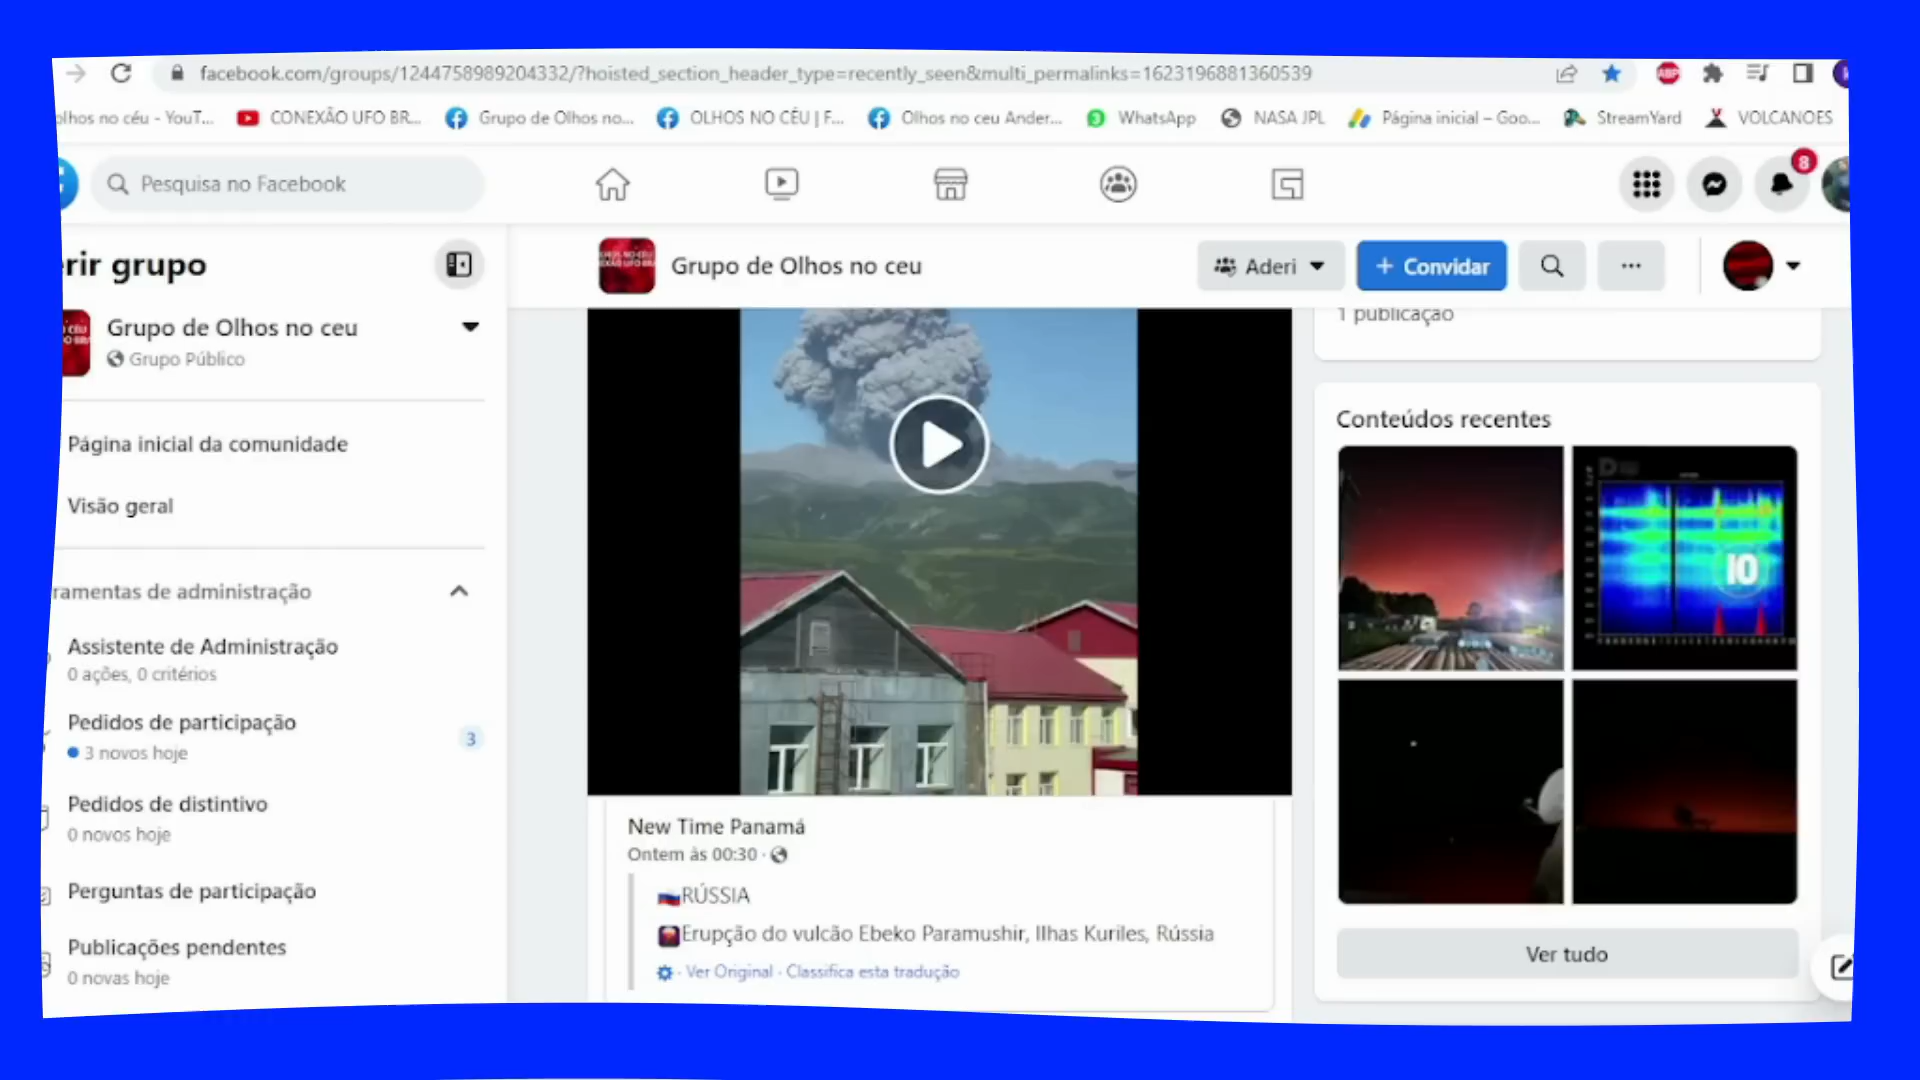 facebook.com/groups/1244758989204332/?hoisted_section_header_type=recently_seen&multi_permalinks=1623196881360539
ABP
olhos no céu - YouT...
CONEXÃO UFO BR...
Grupo de Olhos no...
OLHOS NO CÉU | F...
Olhos no ceu Ander...
WhatsApp
NASA JPL
Página inicial – Goo...
StreamYard
VOLCANOES
Pesquisa no Facebook
8
erir grupo
Grupo de Olhos no ceu
Aderi
+ Convidar
Grupo de Olhos no ceu
Grupo Público
Página inicial da comunidade
Visão geral
ramentas de administração
Assistente de Administração
0 ações, 0 critérios
Pedidos de participação
3 novos hoje
3
Pedidos de distintivo
0 novos hoje
Perguntas de participação
Publicações pendentes
0 novas hoje
New Time Panamá
Ontem às 00:30 ·
RÚSSIA
Erupção do vulcão Ebeko Paramushir, Ilhas Kuriles, Rússia
· Ver Original · Classifica esta tradução
1 publicação
Conteúdos recentes
10
Ver tudo